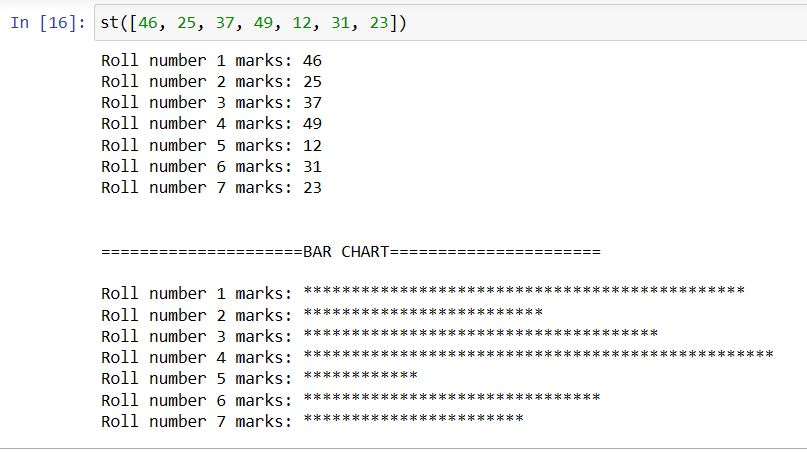 In [16]: st([46, 25, 37, 49, 12, 31, 23])
Roll number 1 marks: 46
Roll number 2 marks: 25
Roll number 3 marks: 37
Roll number 4 marks: 49
Roll number 5 marks: 12
Roll number 6 marks: 31
Roll number 7 marks: 23
=====================BAR CHART======================
Roll number 1 marks: **********************************************
Roll number 2 marks: *************************
Roll number 3 marks: *************************************
Roll number 4 marks: *************************************************
Roll number 5 marks: ************
Roll number 6 marks: *******************************
Roll number 7 marks: ***********************